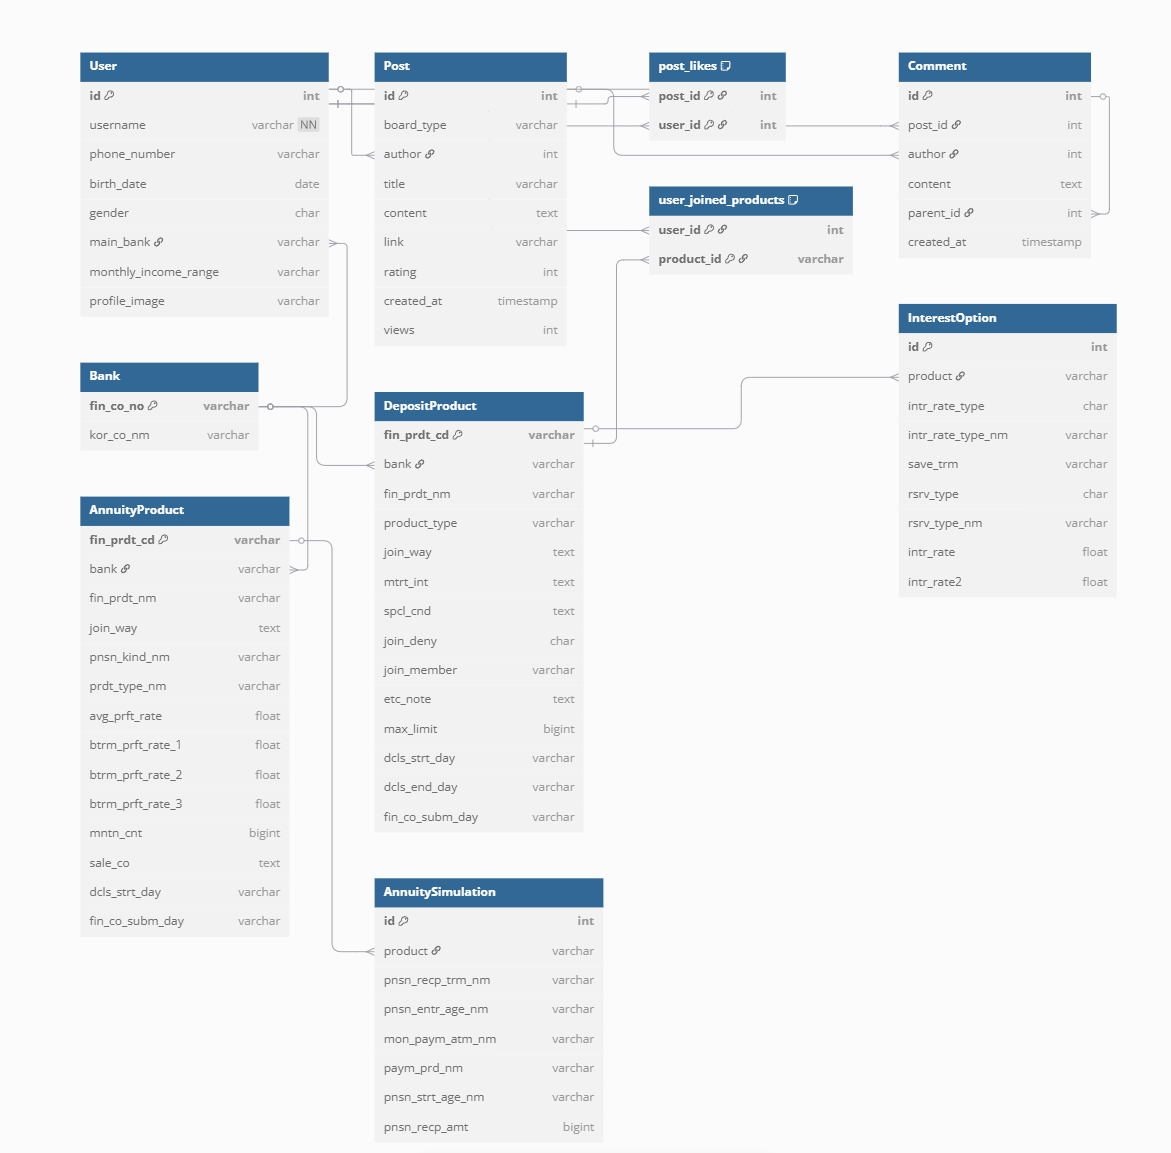 User
id int
username varchar NN
phone_number varchar
birth_date date
gender char
main_bank varchar
monthly_income_range varchar
profile_image varchar
Post
id int
board_type varchar
author int
title varchar
content text
link varchar
rating int
created_at timestamp
views int
post_likes
post_id int
user_id int
user_joined_products
user_id int
product_id varchar
Comment
id int
post_id int
author int
content text
parent_id int
created_at timestamp
InterestOption
id int
product varchar
intr_rate_type char
intr_rate_type_nm varchar
save_trm varchar
rsrv_type char
rsrv_type_nm varchar
intr_rate float
intr_rate2 float
Bank
fin_co_no varchar
kor_co_nm varchar
DepositProduct
fin_prdt_cd varchar
bank varchar
fin_prdt_nm varchar
product_type varchar
join_way text
mtrt_int text
spcl_cnd text
join_deny char
join_member varchar
etc_note text
max_limit bigint
dcls_strt_day varchar
dcls_end_day varchar
fin_co_subm_day varchar
AnnuityProduct
fin_prdt_cd varchar
bank varchar
fin_prdt_nm varchar
join_way text
pnsn_kind_nm varchar
prdt_type_nm varchar
avg_prft_rate float
btrm_prft_rate_1 float
btrm_prft_rate_2 float
btrm_prft_rate_3 float
mntn_cnt bigint
sale_co text
dcls_strt_day varchar
fin_co_subm_day varchar
AnnuitySimulation
id int
product varchar
pnsn_recp_trm_nm varchar
pnsn_entr_age_nm varchar
mon_paym_atm_nm varchar
paym_prd_nm varchar
pnsn_strt_age_nm varchar
pnsn_recp_amt bigint